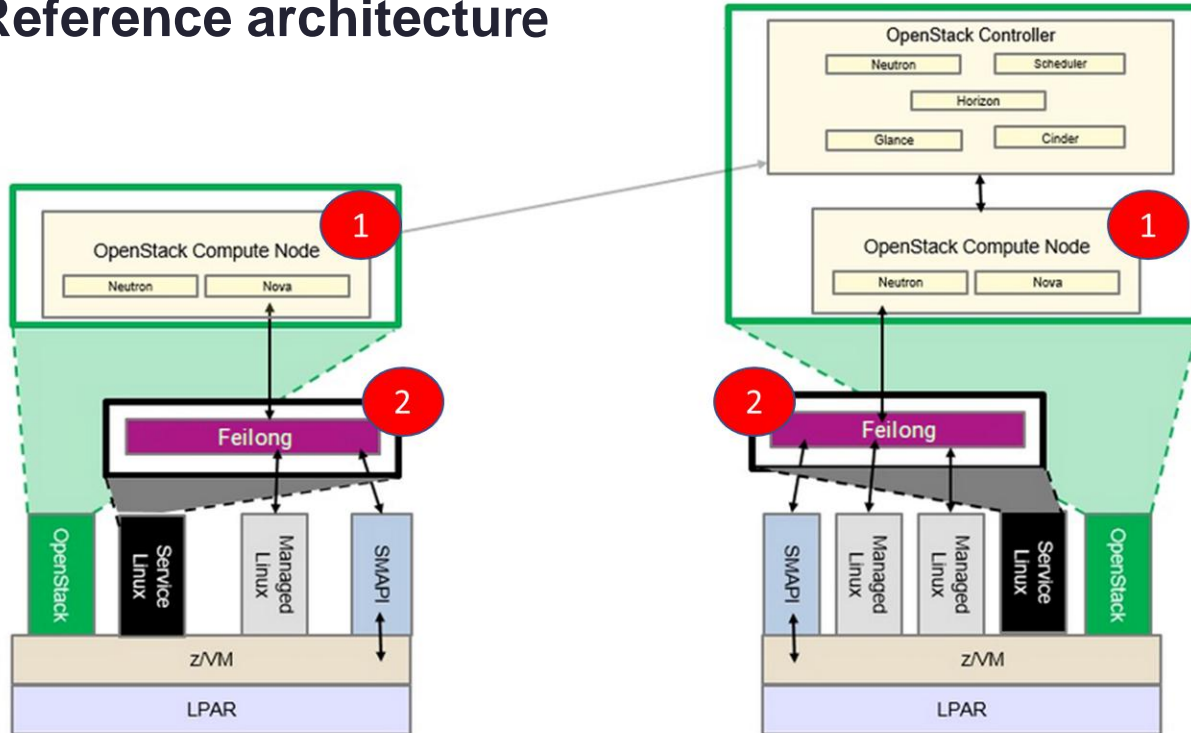 Reference architecture
OpenStack Controller
Neutron
Scheduler
Horizon
Glance
Cinder
1
OpenStack Compute Node
Neutron
Nova
1
OpenStack Compute Node
Neutron
Nova
2
Feilong
2
Feilong
OpenStack
Service
Linux
Managed
Linux
SMAPI
z/VM
LPAR
SMAPI
Managed
Linux
Managed
Linux
Service
Linux
OpenStack
z/VM
LPAR